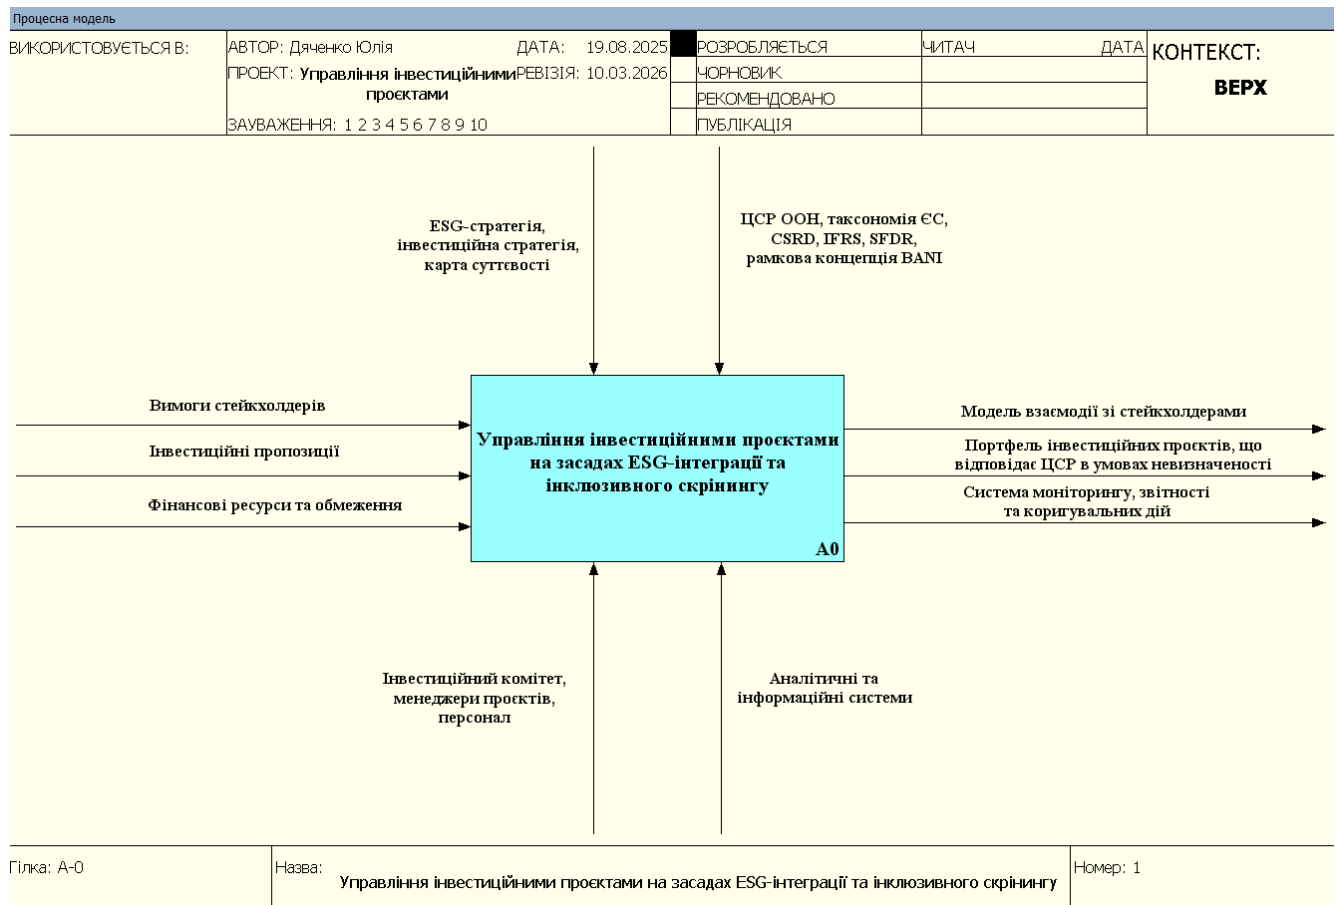 Процесна модель
ВИКОРИСТОВУЄТЬСЯ В:
АВТОР: Дяченко Юлія
ДАТА: 19.08.2025
ПРОЕКТ: Управління інвестиційними
проєктами
РЕВІЗІЯ: 10.03.2026
ЗАУВАЖЕННЯ: 1 2 3 4 5 6 7 8 9 10
РОЗРОБЛЯЄТЬСЯ
ЧОРНОВИК
РЕКОМЕНДОВАНО
ПУБЛІКАЦІЯ
ЧИТАЧ
ДАТА
КОНТЕКСТ:
ВЕРХ
ESG-стратегія,
інвестиційна стратегія,
карта суттєвості
ЦСР ООН, таксономія ЄС,
CSRD, IFRS, SFDR,
рамкова концепція BANI
Вимоги стейкхолдерів
Інвестиційні пропозиції
Фінансові ресурси та обмеження
Управління інвестиційними проєктами
на засадах ESG-інтеграції та
інклюзивного скрінингу
A0
Модель взаємодії зі стейкхолдерами
Портфель інвестиційних проєктів, що
відповідає ЦСР в умовах невизначеності
Система моніторингу, звітності
та коригувальних дій
Інвестиційний комітет,
менеджери проєктів,
персонал
Аналітичні та
інформаційні системи
Гілка: A-0
Назва:
Управління інвестиційними проєктами на засадах ESG-інтеграції та інклюзивного скрінингу
Номер: 1